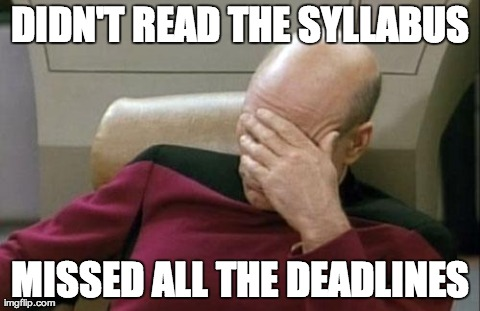 DIDN'T READ THE SYLLABUS
MISSED ALL THE DEADLINES
imgflip.com